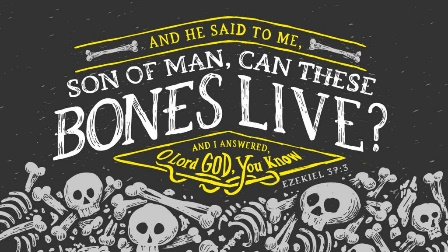 AND HE SAID TO ME,
SON OF MAN, CAN THESE
BONES LIVE?
AND I ANSWERED,
O Lord GOD, You Know
EZEKIEL 37:3